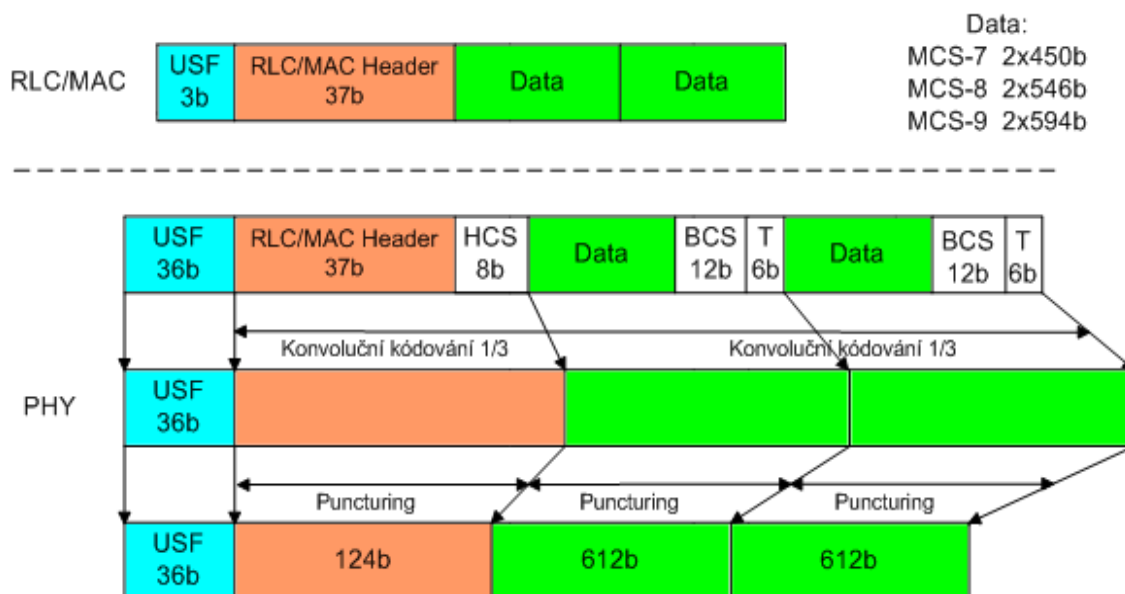 Data:
MCS-7 2x450b
MCS-8 2x546b
MCS-9 2x594b
RLC/MAC
USF
3b
RLC/MAC Header
37b
Data
Data
USF
36b
RLC/MAC Header
37b
HCS
8b
Data
BCS
12b
T
6b
Data
BCS
12b
T
6b
Konvoluční kódování 1/3
Konvoluční kódování 1/3
PHY
USF
36b
Puncturing
Puncturing
Puncturing
USF
36b
124b
612b
612b